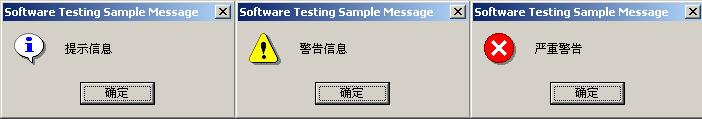 Software Testing Sample Message
提示信息
确定
Software Testing Sample Message
警告信息
确定
Software Testing Sample Message
严重警告
确定